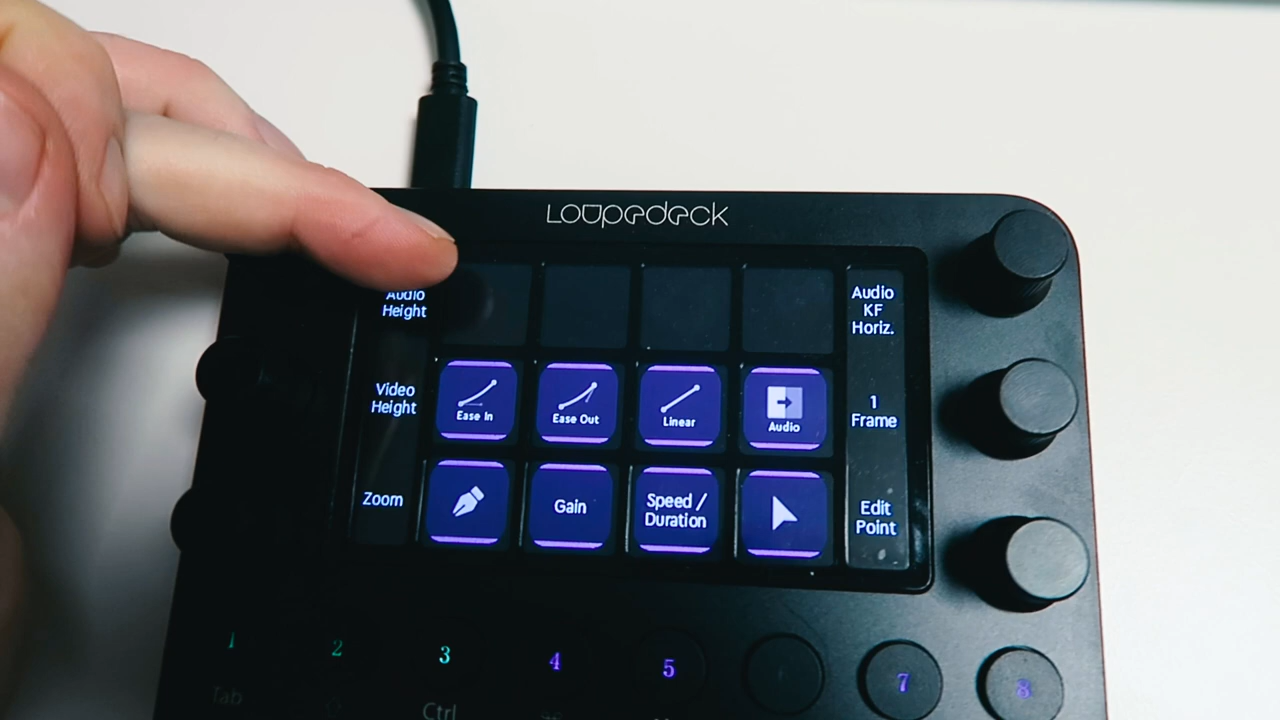 Loupedeck
Audio
Height
Audio
KF
Horiz.
Video
Height
Ease In
Ease Out
Linear
Audio
1
Frame
Zoom
Gain
Speed /
Duration
Edit
Point
1
2
3
4
5
7
8
Tab
Ctrl